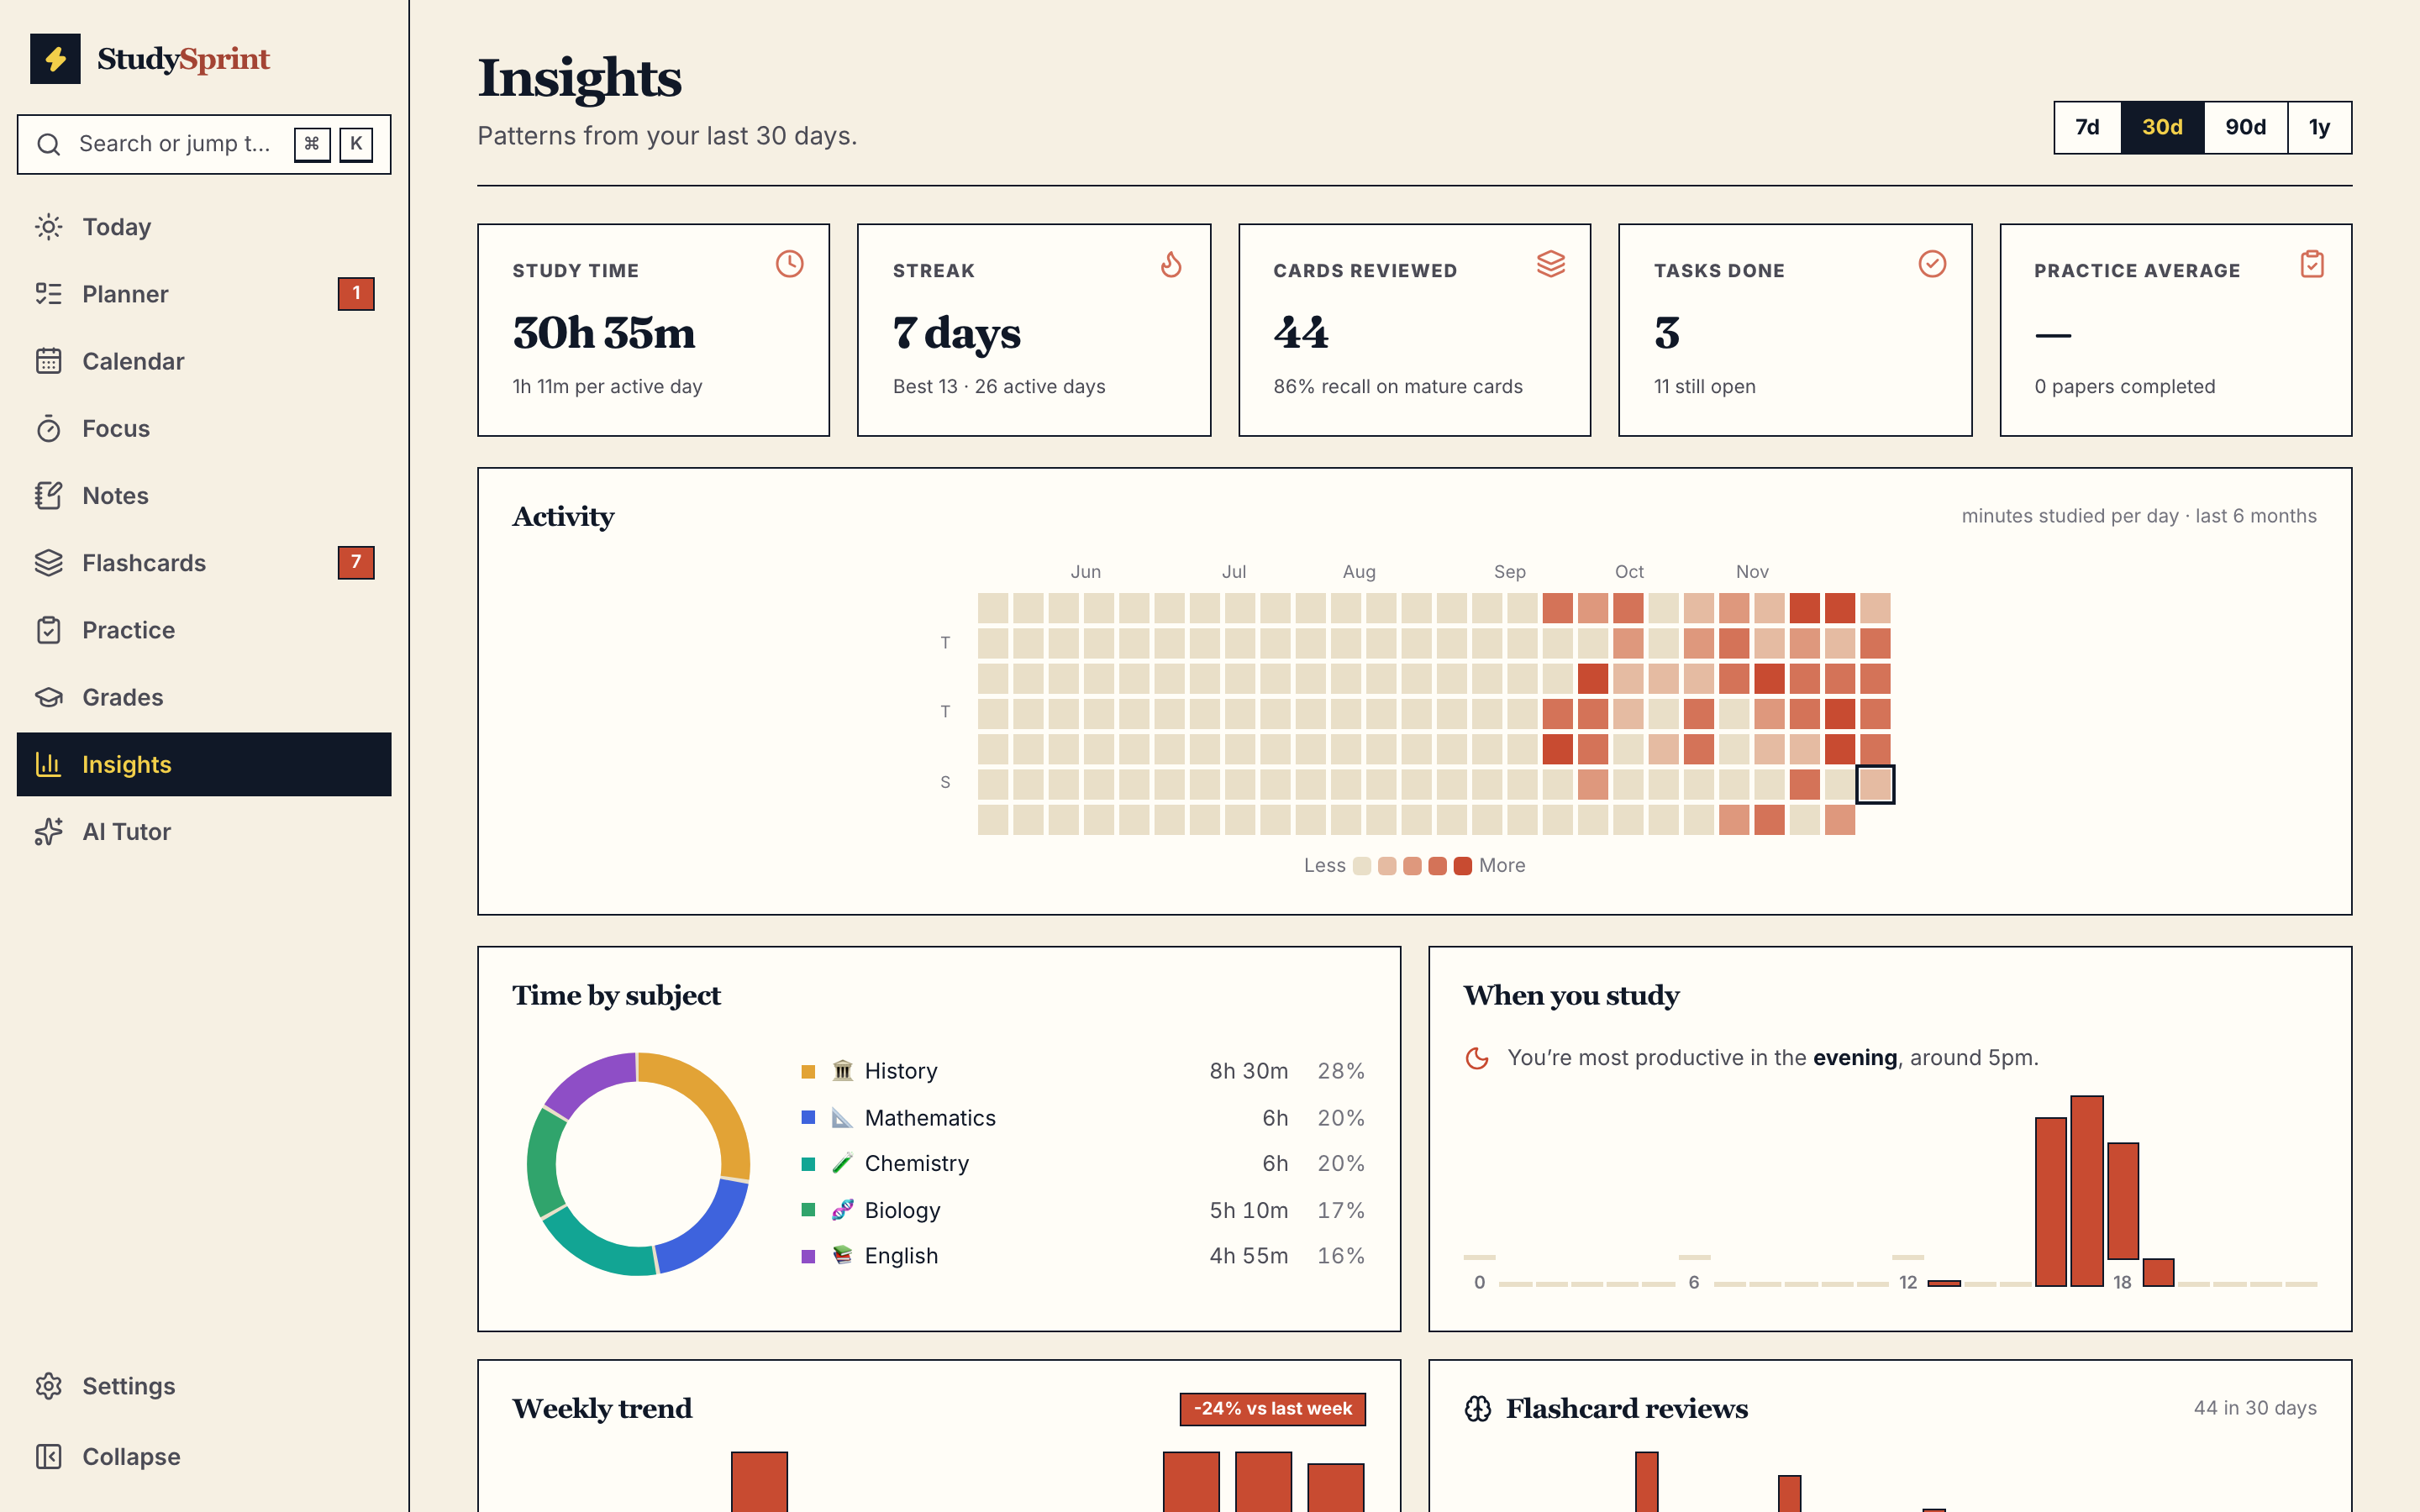 StudySprint
Search or jump t...
⌘ K
Today
Planner 1
Calendar
Focus
Notes
Flashcards 7
Practice
Grades
Insights
AI Tutor
Settings
Collapse
Insights
Patterns from your last 30 days.
7d 30d 90d 1y
STUDY TIME
30h 35m
1h 11m per active day
STREAK
7 days
Best 13 · 26 active days
CARDS REVIEWED
44
86% recall on mature cards
TASKS DONE
3
11 still open
PRACTICE AVERAGE
—
0 papers completed
Activity
minutes studied per day · last 6 months
Jun Jul Aug Sep Oct Nov
T
T
S
Less More
Time by subject
History 8h 30m 28%
Mathematics 6h 20%
Chemistry 6h 20%
Biology 5h 10m 17%
English 4h 55m 16%
When you study
You’re most productive in the evening, around 5pm.
0 6 12 18
Weekly trend
-24% vs last week
Flashcard reviews
44 in 30 days